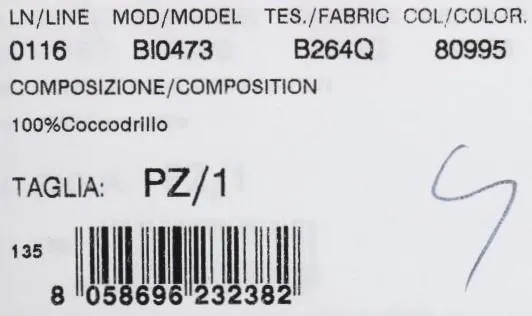 LN/LINE MOD/MODEL TES./FABRIC COL/COLOR.
0116 BI0473 B264Q 80995
COMPOSIZIONE/COMPOSITION
100%Coccodrillo
TAGLIA: PZ/1
135
8 058696 232382